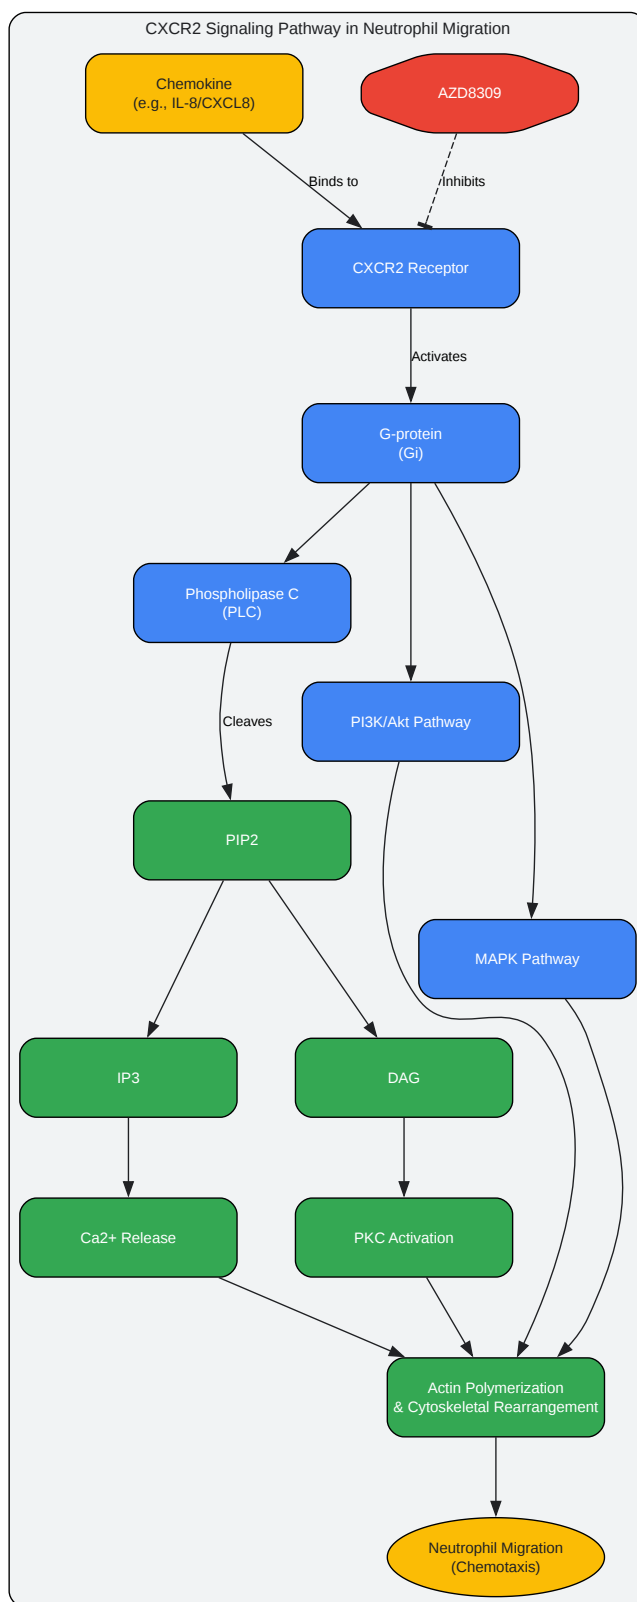 CXCR2 Signaling Pathway in Neutrophil Migration
Chemokine
(e.g., IL-8/CXCL8)
AZD8309
Binds to
Inhibits
CXCR2 Receptor
Activates
G-protein
(Gi)
Phospholipase C
(PLC)
PI3K/Akt Pathway
Cleaves
PIP2
MAPK Pathway
IP3
DAG
Ca2+ Release
PKC Activation
Actin Polymerization
& Cytoskeletal Rearrangement
Neutrophil Migration
(Chemotaxis)